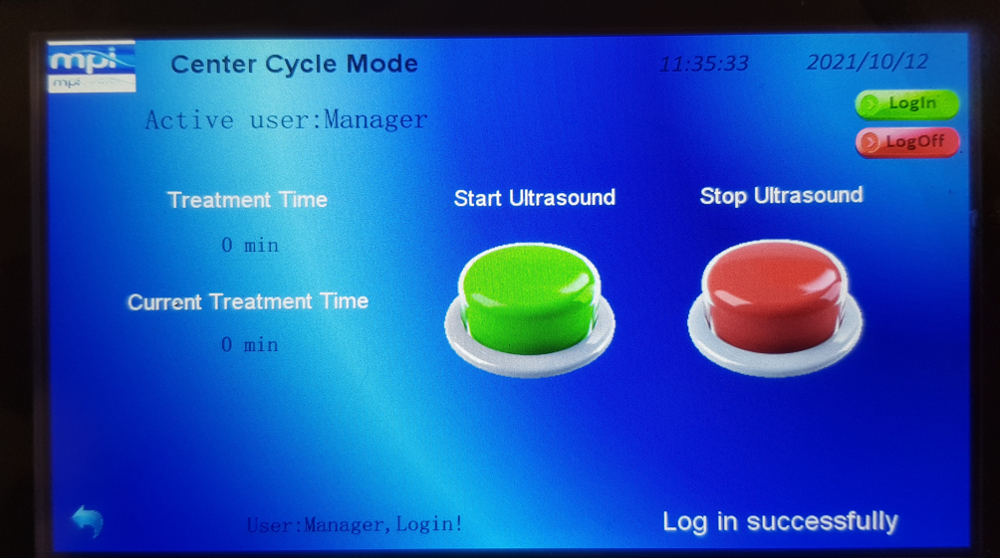 mpi
mpi
Center Cycle Mode
11:35:33
2021/10/12
Active user:Manager
LogIn
LogOff
Treatment Time
0 min
Start Ultrasound
Stop Ultrasound
Current Treatment Time
0 min
User:Manager,Login!
Log in successfully